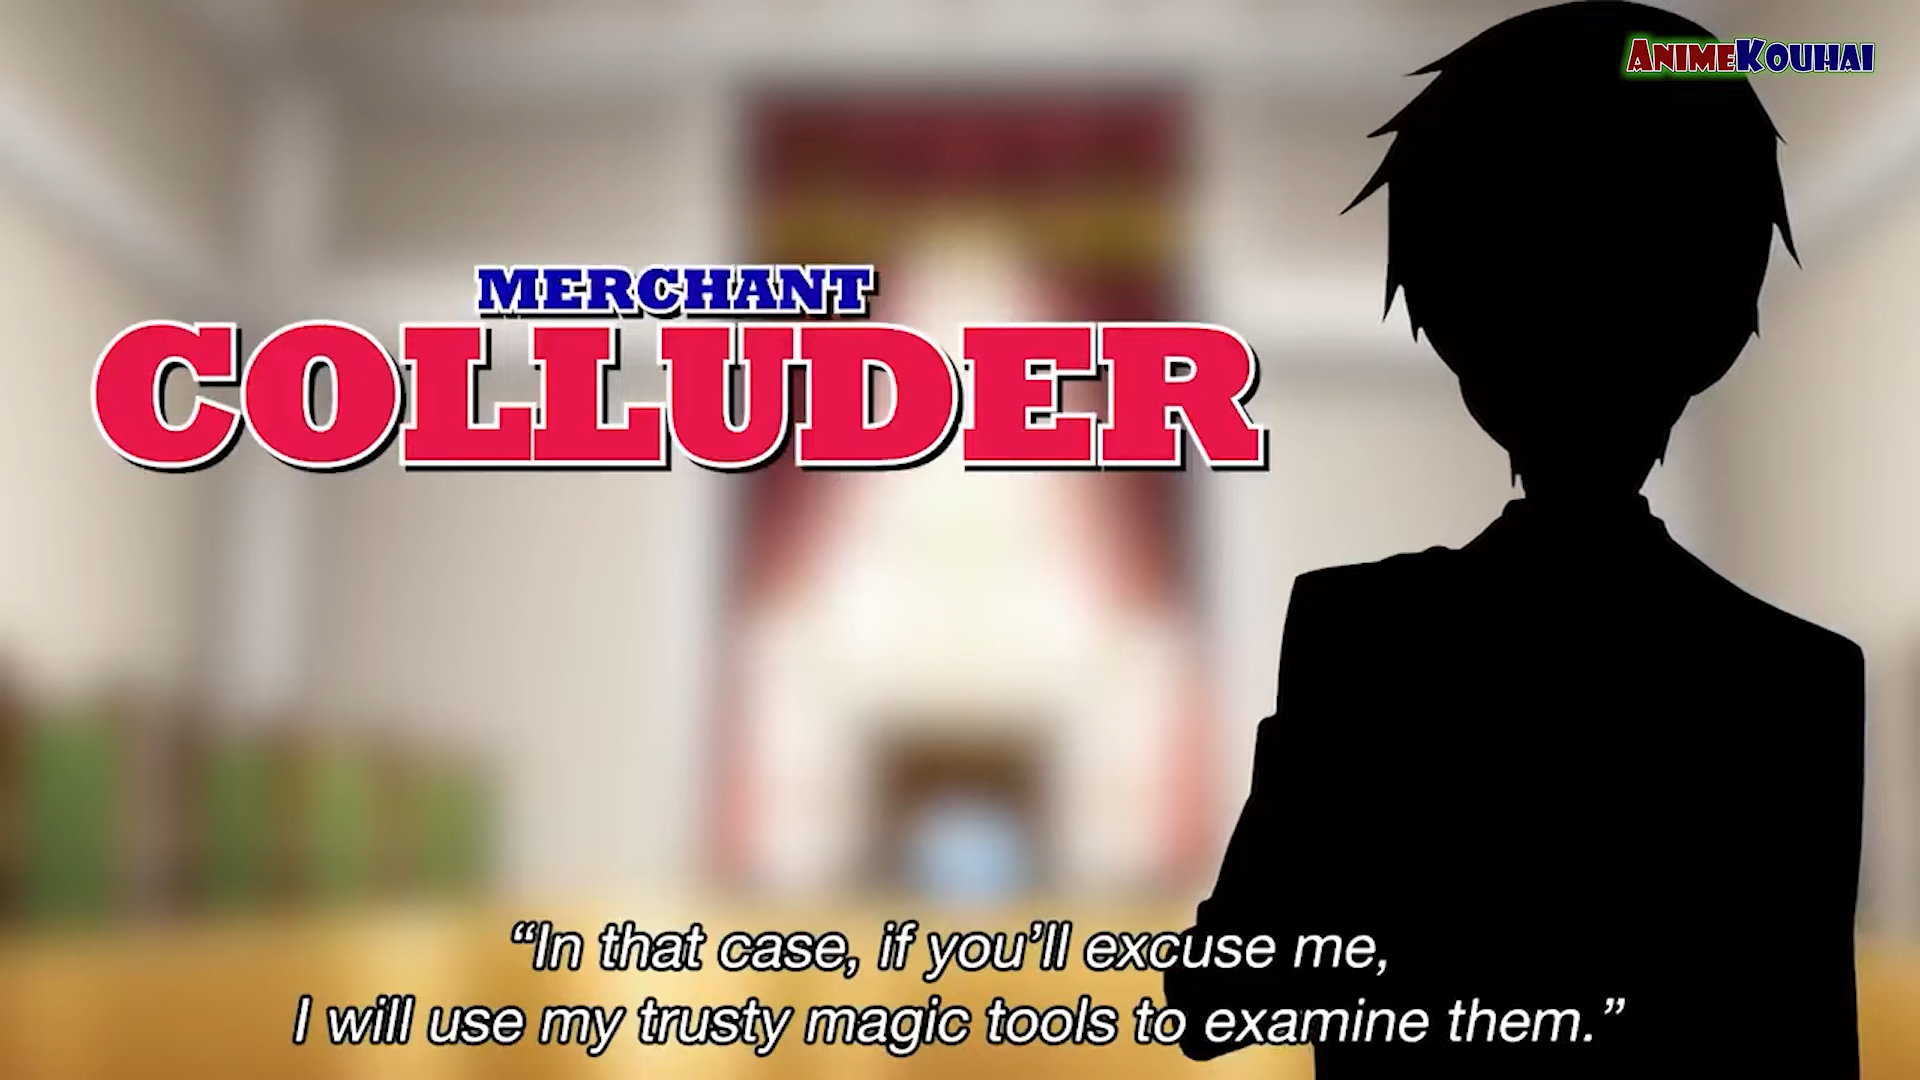 ANIMEKOUHAI
MERCHANT
COLLUDER
“In that case, if you’ll excuse me,
I will use my trusty magic tools to examine them.”